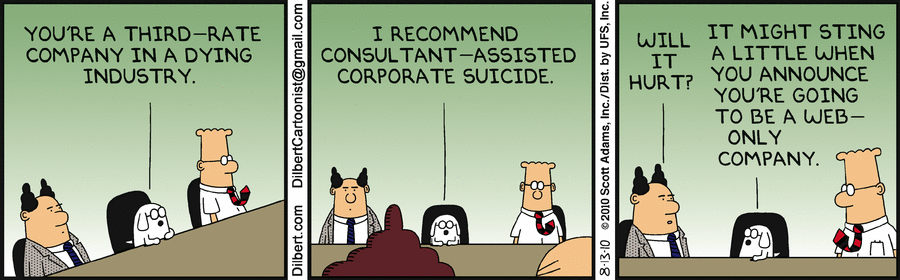 YOU'RE A THIRD-RATE
COMPANY IN A DYING
INDUSTRY.
Dilbert.com DilbertCartoonist@gmail.com
I RECOMMEND
CONSULTANT-ASSISTED
CORPORATE SUICIDE.
8-13-10 ©2010 Scott Adams, Inc./Dist. by UFS, Inc.
WILL
IT
HURT?
IT MIGHT STING
A LITTLE WHEN
YOU ANNOUNCE
YOU'RE GOING
TO BE A WEB-
ONLY
COMPANY.